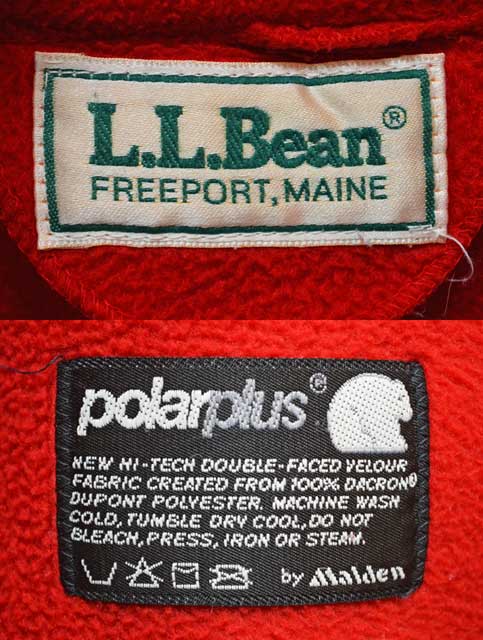 L.L.Bean®
FREEPORT, MAINE
polarplus®
NEW HI-TECH DOUBLE-FACED VELOUR
FABRIC CREATED FROM 100% DACRON®
DUPONT POLYESTER. MACHINE WASH
COLD, TUMBLE DRY COOL, DO NOT
BLEACH, PRESS, IRON OR STEAM.
by Malden